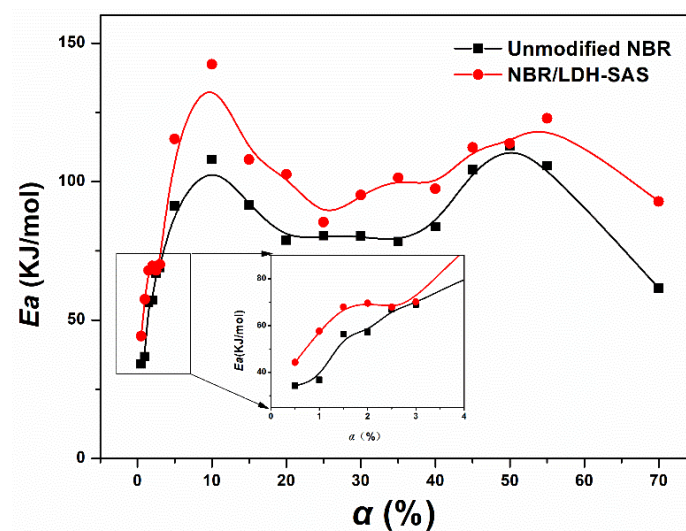 150
100
50
0
Ea (KJ/mol)
Unmodified NBR
NBR/LDH-SAS
80
60
40
Ea(KJ/mol)
0 1 2 3 4
α (%)
0 10 20 30 40 50 60 70
α (%)